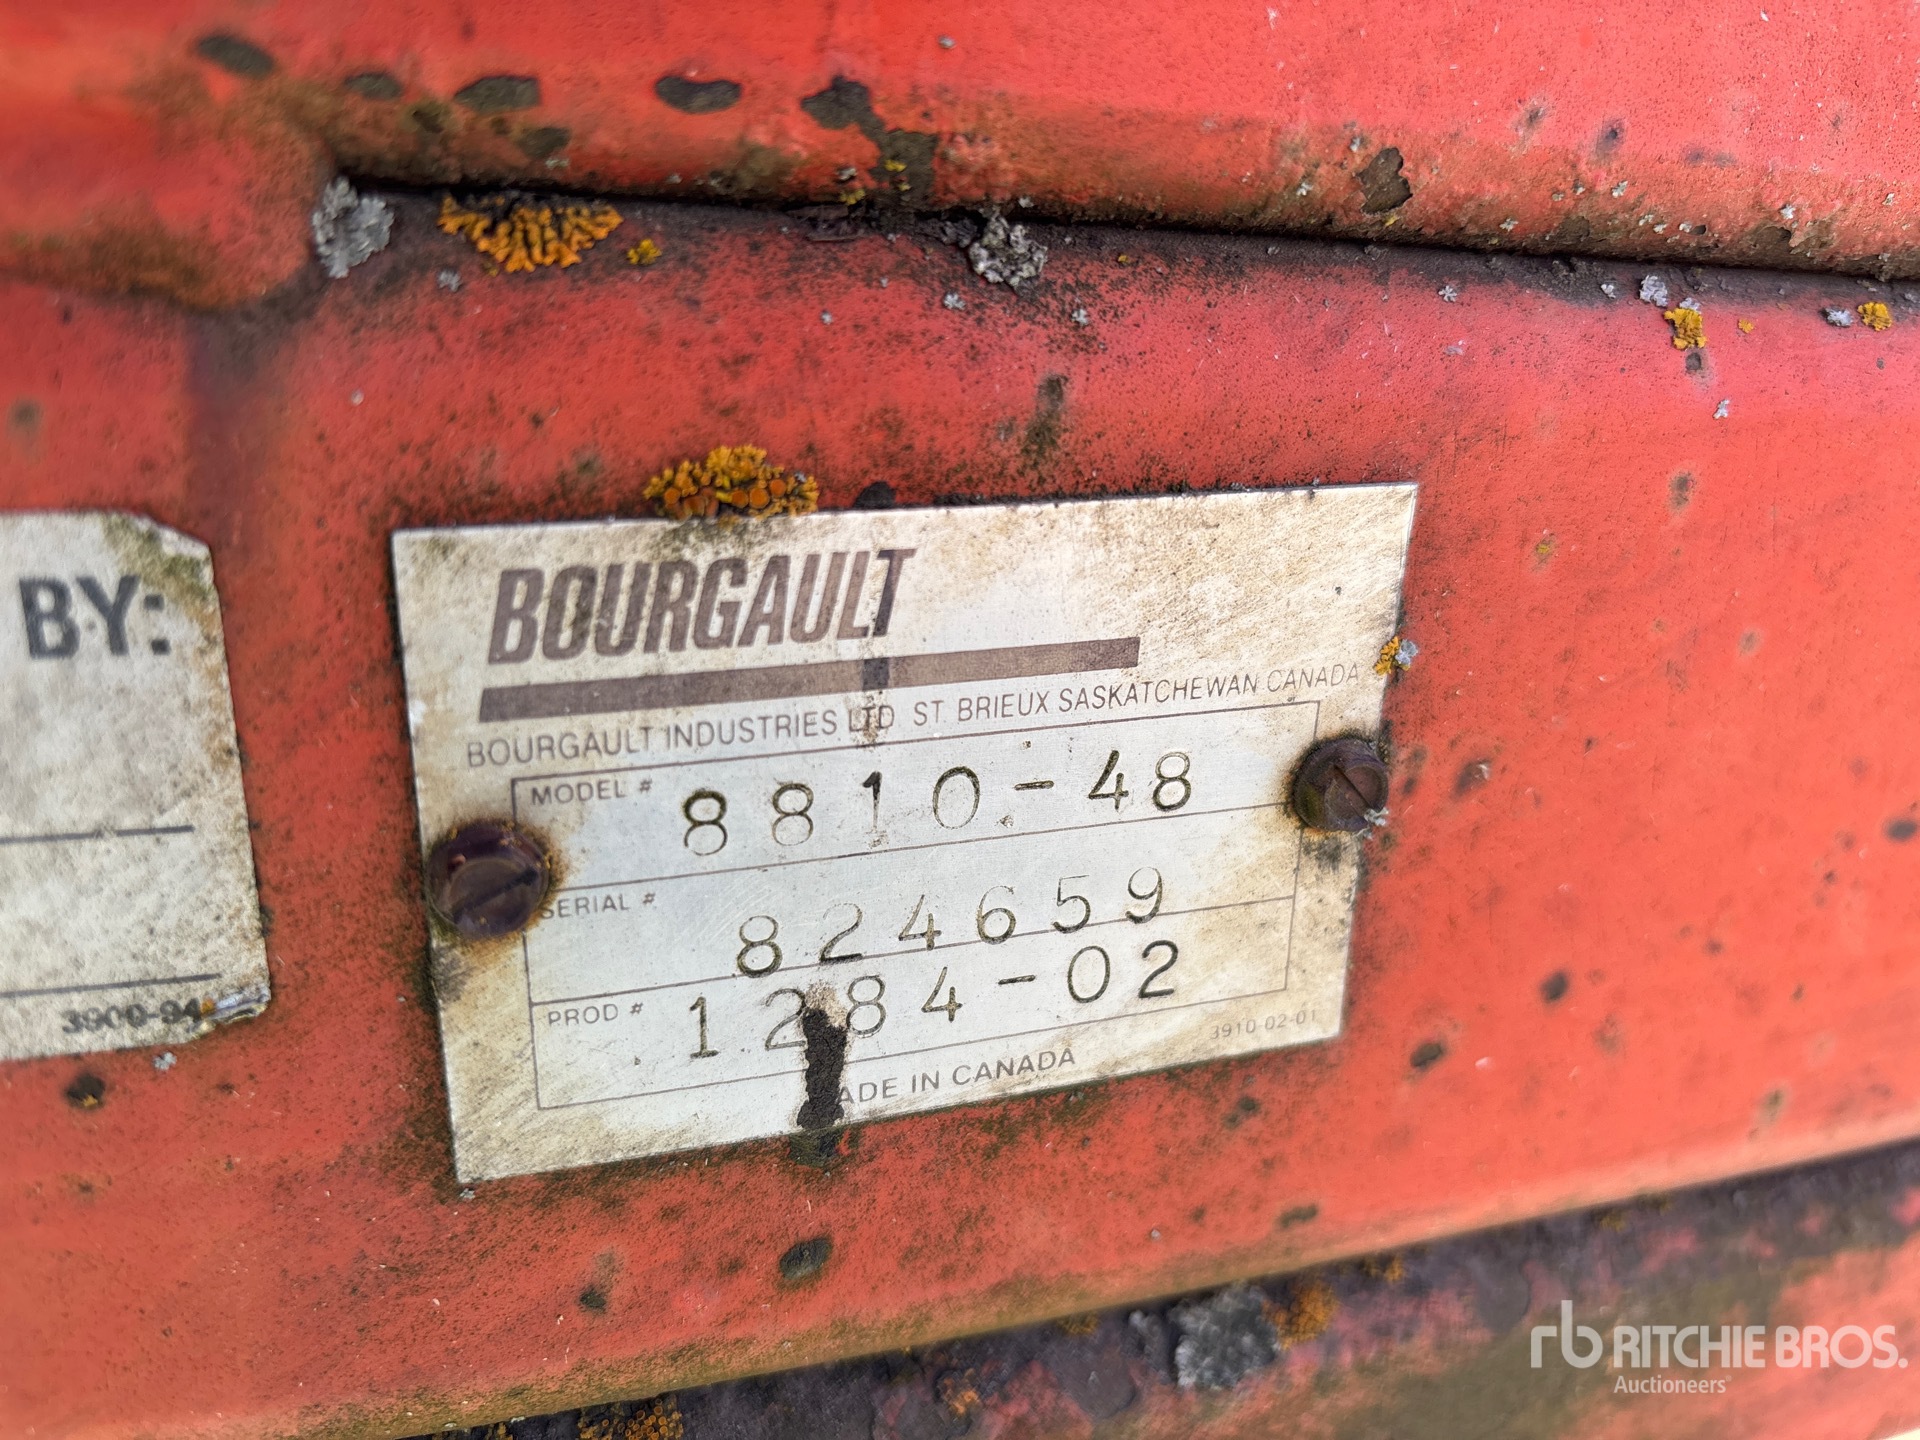 BY:
3900-94
BOURGAULT
BOURGAULT INDUSTRIES LTD. ST. BRIEUX SASKATCHEWAN CANADA
MODEL # 8810-48
SERIAL # 824659
PROD # 1284-02
ADE IN CANADA
3910-02-01
rb RITCHIE BROS.
Auctioneers